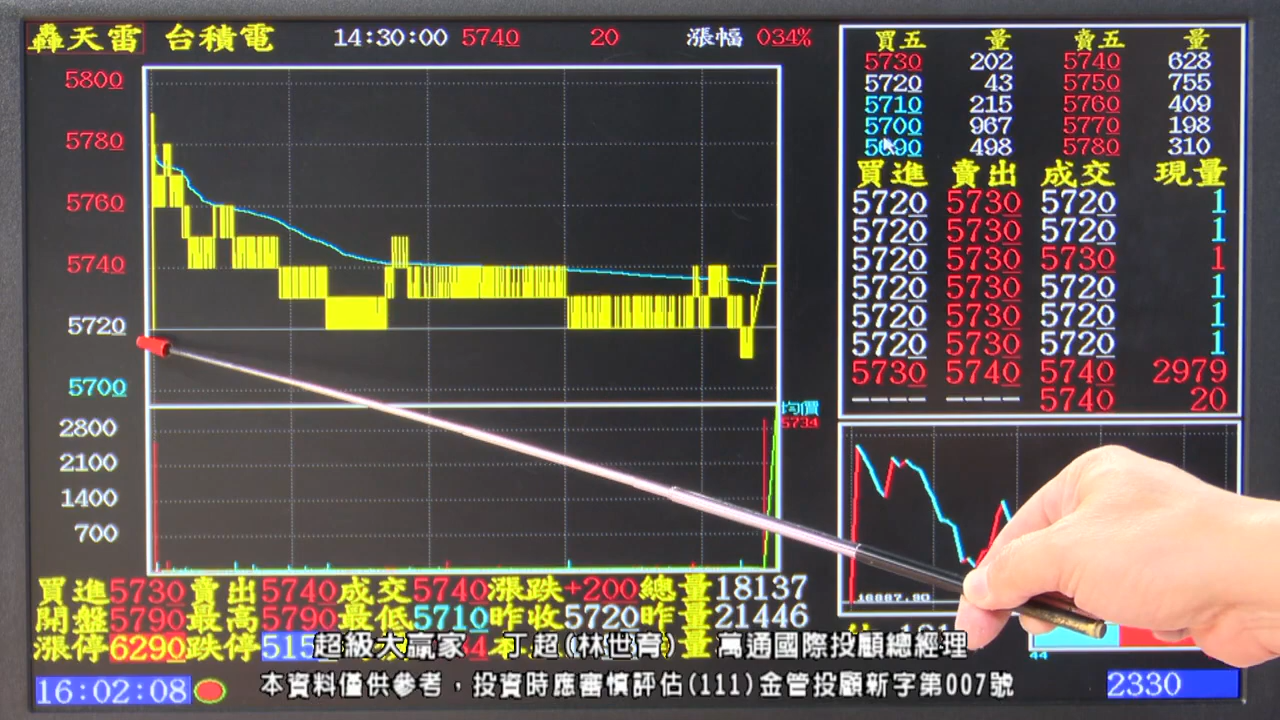 轟天雷 台積電 14:30:00 5740 20 漲幅 034%
5800
5780
5760
5740
5720
5700
2800
2100
1400
700
均價
5734
買五 量 賣五 量
5730 202 5740 628
5720 43 5750 755
5710 215 5760 409
5700 967 5770 198
5690 498 5780 310
買進 賣出 成交 現量
5720 5730 5720 1
5720 5730 5720 1
5720 5730 5730 1
5720 5730 5720 1
5720 5730 5720 1
5720 5730 5720 1
5730 5740 5740 2979
---- ---- 5740 20
16887.90
買進5730賣出5740成交5740漲跌+200總量18137
開盤5790最高5790最低5710昨收5720昨量21446
漲停6290跌停515
44
超級大贏家 丁超(林世育) 萬通國際投顧總經理
16:02:08
本資料僅供參考，投資時應審慎評估(111)金管投顧新字第007號
2330